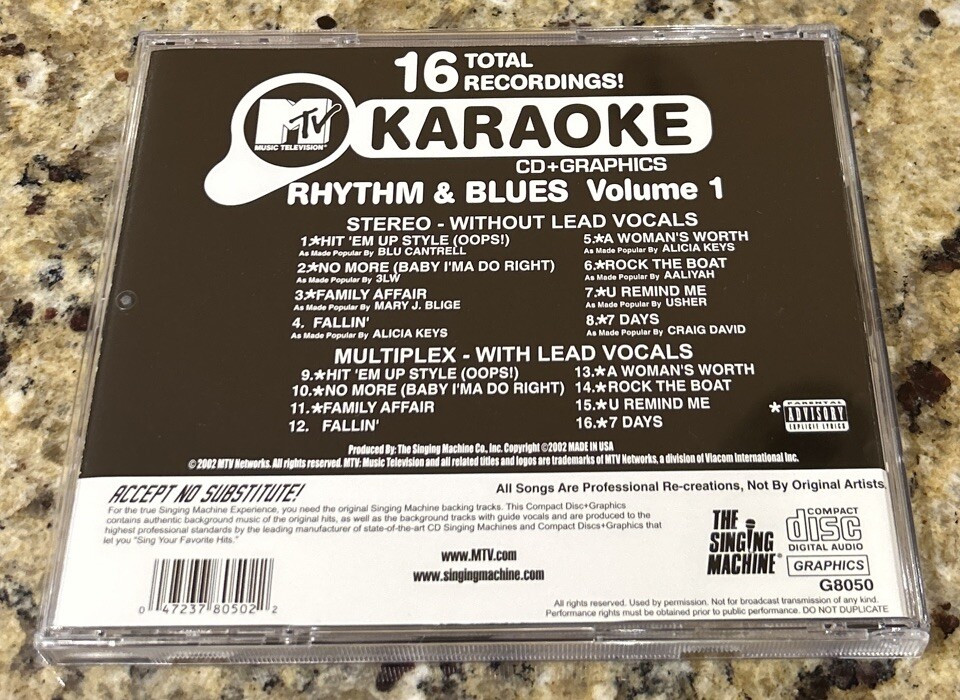 16 TOTAL RECORDINGS!
MTV
MUSIC TELEVISION®
KARAOKE
CD+GRAPHICS
RHYTHM & BLUES Volume 1
STEREO - WITHOUT LEAD VOCALS
1.*HIT 'EM UP STYLE (OOPS!)
As Made Popular By BLU CANTRELL
2.*NO MORE (BABY I'MA DO RIGHT)
As Made Popular By 3LW
3.*FAMILY AFFAIR
As Made Popular By MARY J. BLIGE
4. FALLIN'
As Made Popular By ALICIA KEYS
5.*A WOMAN'S WORTH
As Made Popular By ALICIA KEYS
6.*ROCK THE BOAT
As Made Popular By AALIYAH
7.*U REMIND ME
As Made Popular By USHER
8.*7 DAYS
As Made Popular By CRAIG DAVID
MULTIPLEX - WITH LEAD VOCALS
9.*HIT 'EM UP STYLE (OOPS!)
10.*NO MORE (BABY I'MA DO RIGHT)
11.*FAMILY AFFAIR
12. FALLIN'
13.*A WOMAN'S WORTH
14.*ROCK THE BOAT
15.*U REMIND ME
16.*7 DAYS
*
PARENTAL
ADVISORY
EXPLICIT LYRICS
Produced By: The Singing Machine Co., Inc. Copyright ©2002 MADE IN USA
© 2002 MTV Networks. All rights reserved. MTV: Music Television and all related titles and logos are trademarks of MTV Networks, a division of Viacom International Inc.
ACCEPT NO SUBSTITUTE!
For the true Singing Machine Experience, you need the original Singing Machine backing tracks. This Compact Disc+Graphics
contains authentic background music of the original hits, as well as the background tracks with guide vocals and are produced to the
highest professional standards by the leading manufacturer of state-of-the-art CD Singing Machines and Compact Discs+Graphics that
let you "Sing Your Favorite Hits."
All Songs Are Professional Re-creations, Not By Original Artists
www.MTV.com
www.singingmachine.com
THE
SINGING
MACHINE®
COMPACT
disc
DIGITAL AUDIO
GRAPHICS
G8050
0 47237 80502 2
All rights reserved. Used by permission. Not for broadcast transmission of any kind.
Performance rights must be obtained prior to public performance. DO NOT DUPLICATE